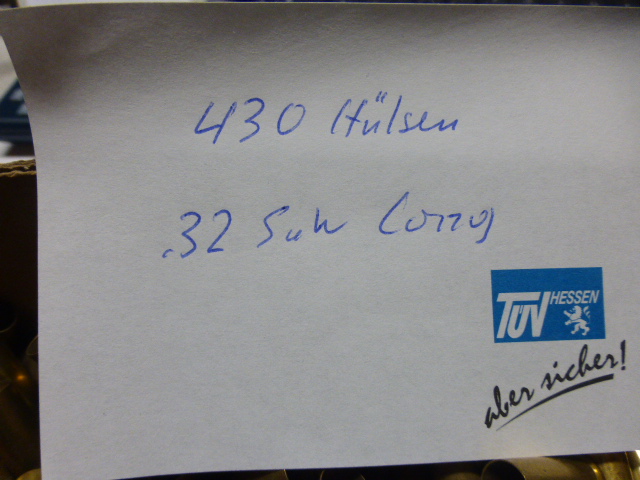 430 Hülsen
.32 S&W Long
TÜV HESSEN
aber sicher!